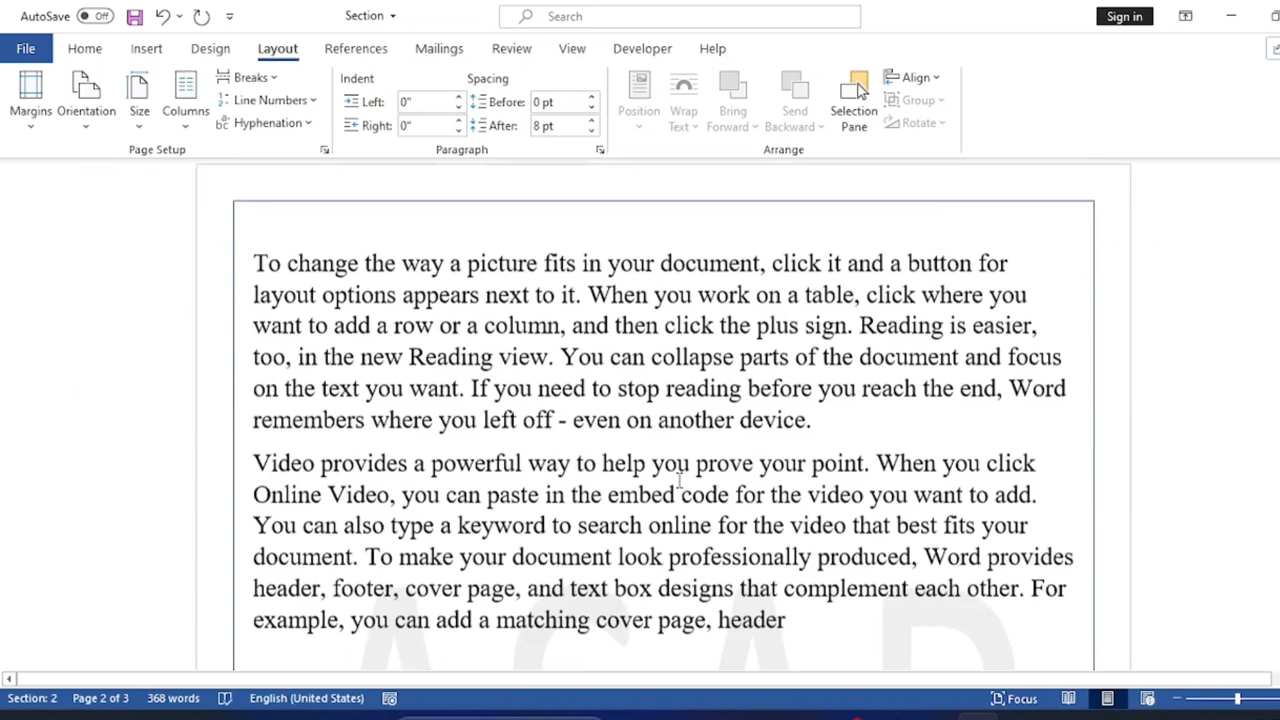 AutoSave Off Section Search Sign in
File Home Insert Design Layout References Mailings Review View Developer Help
Margins Orientation Size Columns
Breaks
Line Numbers
Hyphenation
Page Setup
Indent Spacing
Left: 0" Before: 0 pt
Right: 0" After: 8 pt
Paragraph
Position Wrap Text Bring Forward Send Backward Selection Pane
Align
Group
Rotate
Arrange
To change the way a picture fits in your document, click it and a button for
layout options appears next to it. When you work on a table, click where you
want to add a row or a column, and then click the plus sign. Reading is easier,
too, in the new Reading view. You can collapse parts of the document and focus
on the text you want. If you need to stop reading before you reach the end, Word
remembers where you left off - even on another device.
Video provides a powerful way to help you prove your point. When you click
Online Video, you can paste in the embed code for the video you want to add.
You can also type a keyword to search online for the video that best fits your
document. To make your document look professionally produced, Word provides
header, footer, cover page, and text box designs that complement each other. For
example, you can add a matching cover page, header
Section: 2 Page 2 of 3 368 words English (United States) Focus